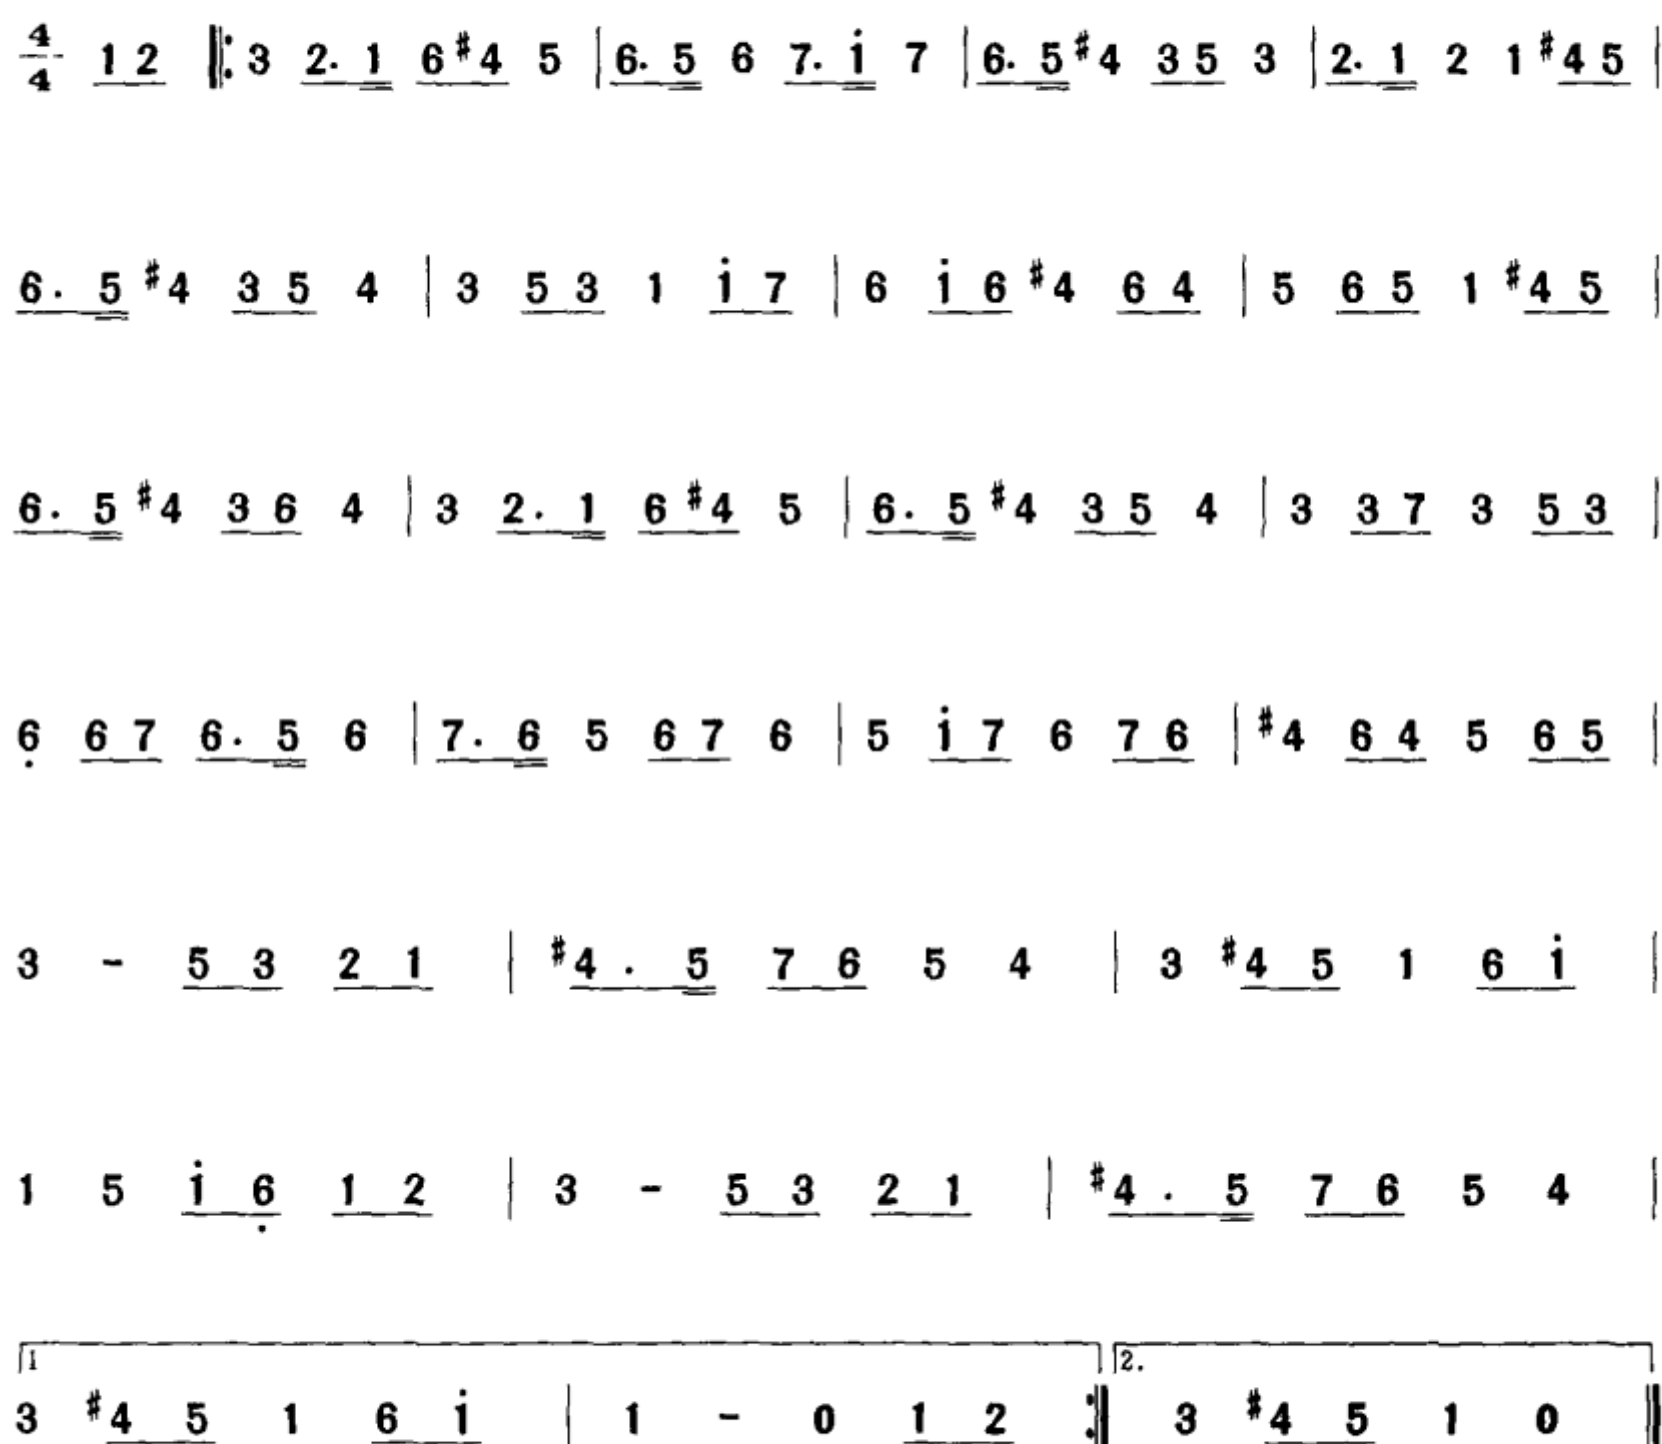 4/4 1 2 ‖: 3 2. 1 6 #4 5 | 6. 5 6 7. i̇ 7 | 6. 5 #4 3 5 3 | 2. 1 2 1 #4 5 |
6. 5 #4 3 5 4 | 3 5 3 1 i̇ 7 | 6 i̇ 6 #4 6 4 | 5 6 5 1 #4 5 |
6. 5 #4 3 6 4 | 3 2. 1 6 #4 5 | 6. 5 #4 3 5 4 | 3 3 7 3 5 3 |
6̣ 6 7 6. 5 6 | 7. 6 5 6 7 6 | 5 i̇ 7 6 7 6 | #4 6 4 5 6 5 |
3 - 5 3 2 1 | #4. 5 7 6 5 4 | 3 #4 5 1 6 i̇ |
1 5 i̇ 6̣ 1 2 | 3 - 5 3 2 1 | #4. 5 7 6 5 4 |
1 2.
3 #4 5 1 6 i̇ | 1 - 0 1 2 :‖ 3 #4 5 1 0 ‖